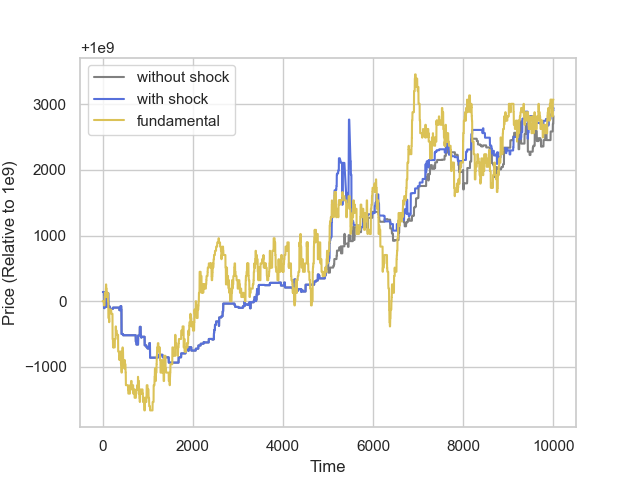 +1e9
without shock
with shock
fundamental
3000
2000
1000
0
−1000
Price (Relative to 1e9)
0 2000 4000 6000 8000 10000
Time